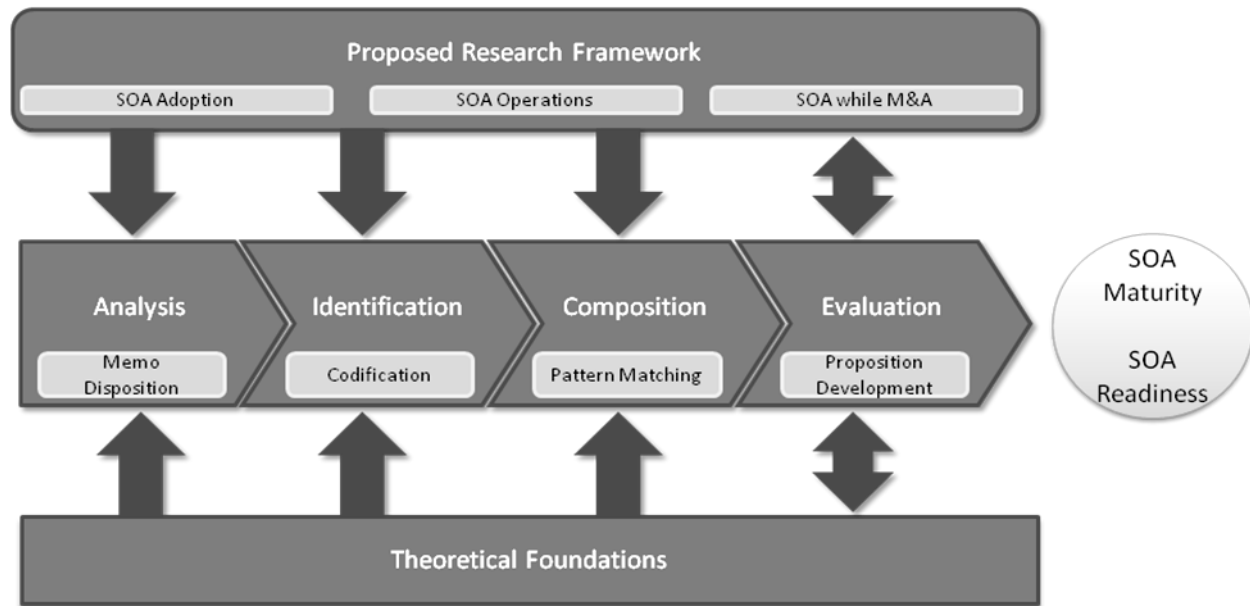 Proposed Research Framework
SOA Adoption
SOA Operations
SOA while M&A
Analysis
Memo
Disposition
Identification
Codification
Composition
Pattern Matching
Evaluation
Proposition
Development
SOA
Maturity
SOA
Readiness
Theoretical Foundations